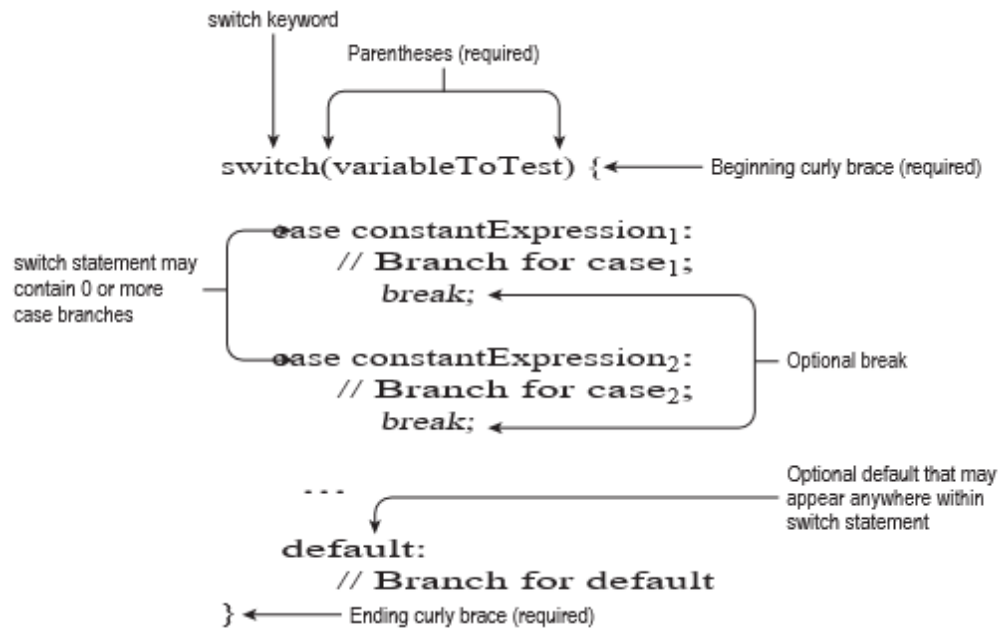 switch keyword
Parentheses (required)
switch(variableToTest) {
Beginning curly brace (required)
case constantExpression₁:
// Branch for case₁;
break;
switch statement may
contain 0 or more
case branches
case constantExpression₂:
// Branch for case₂;
break;
Optional break
...
Optional default that may
appear anywhere within
switch statement
default:
// Branch for default
}
Ending curly brace (required)